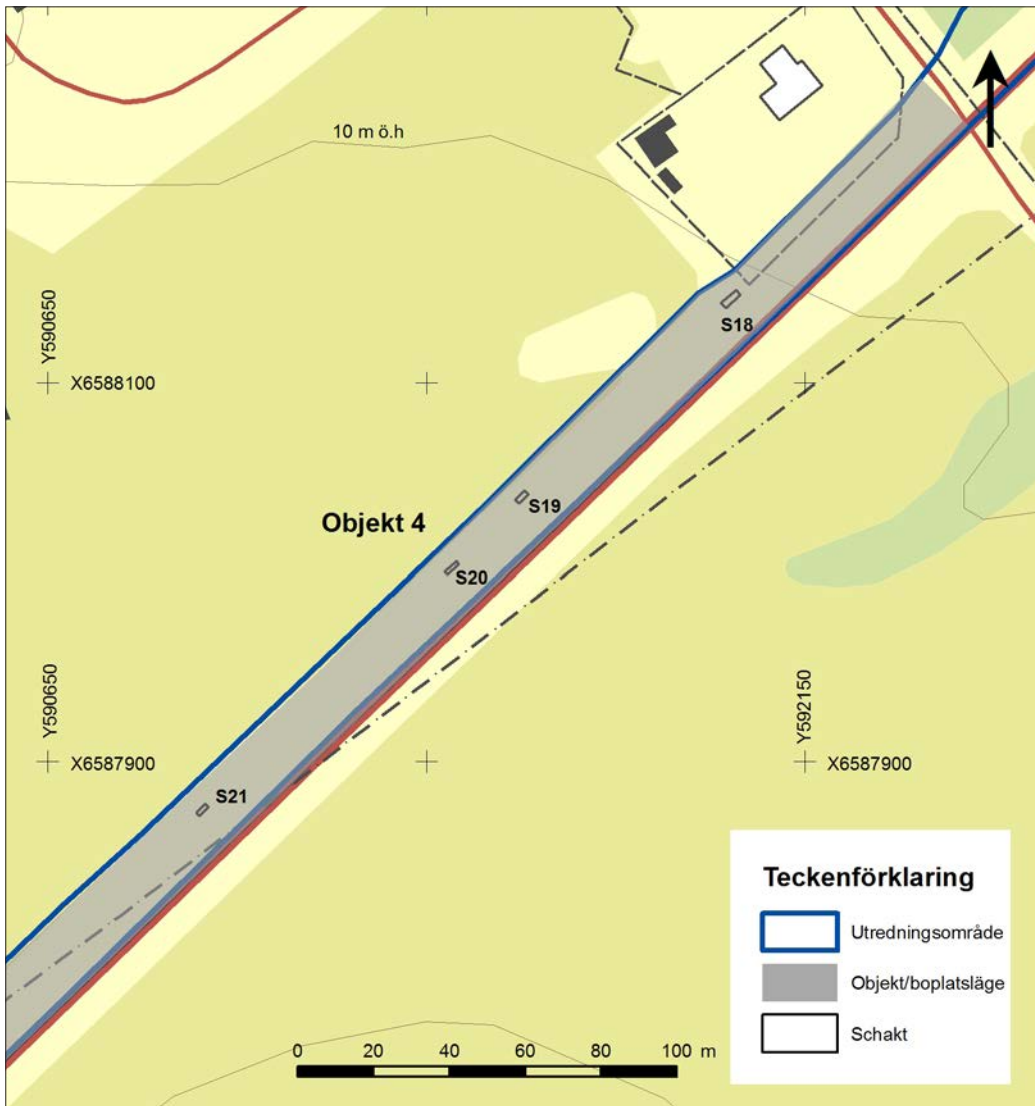 10 m ö.h
Y590650
X6588100
S18
S19
Objekt 4
S20
Y590650
X6587900
Y592150
X6587900
S21
Teckenförklaring
Utredningsområde
Objekt/boplatsläge
Schakt
0 20 40 60 80 100 m